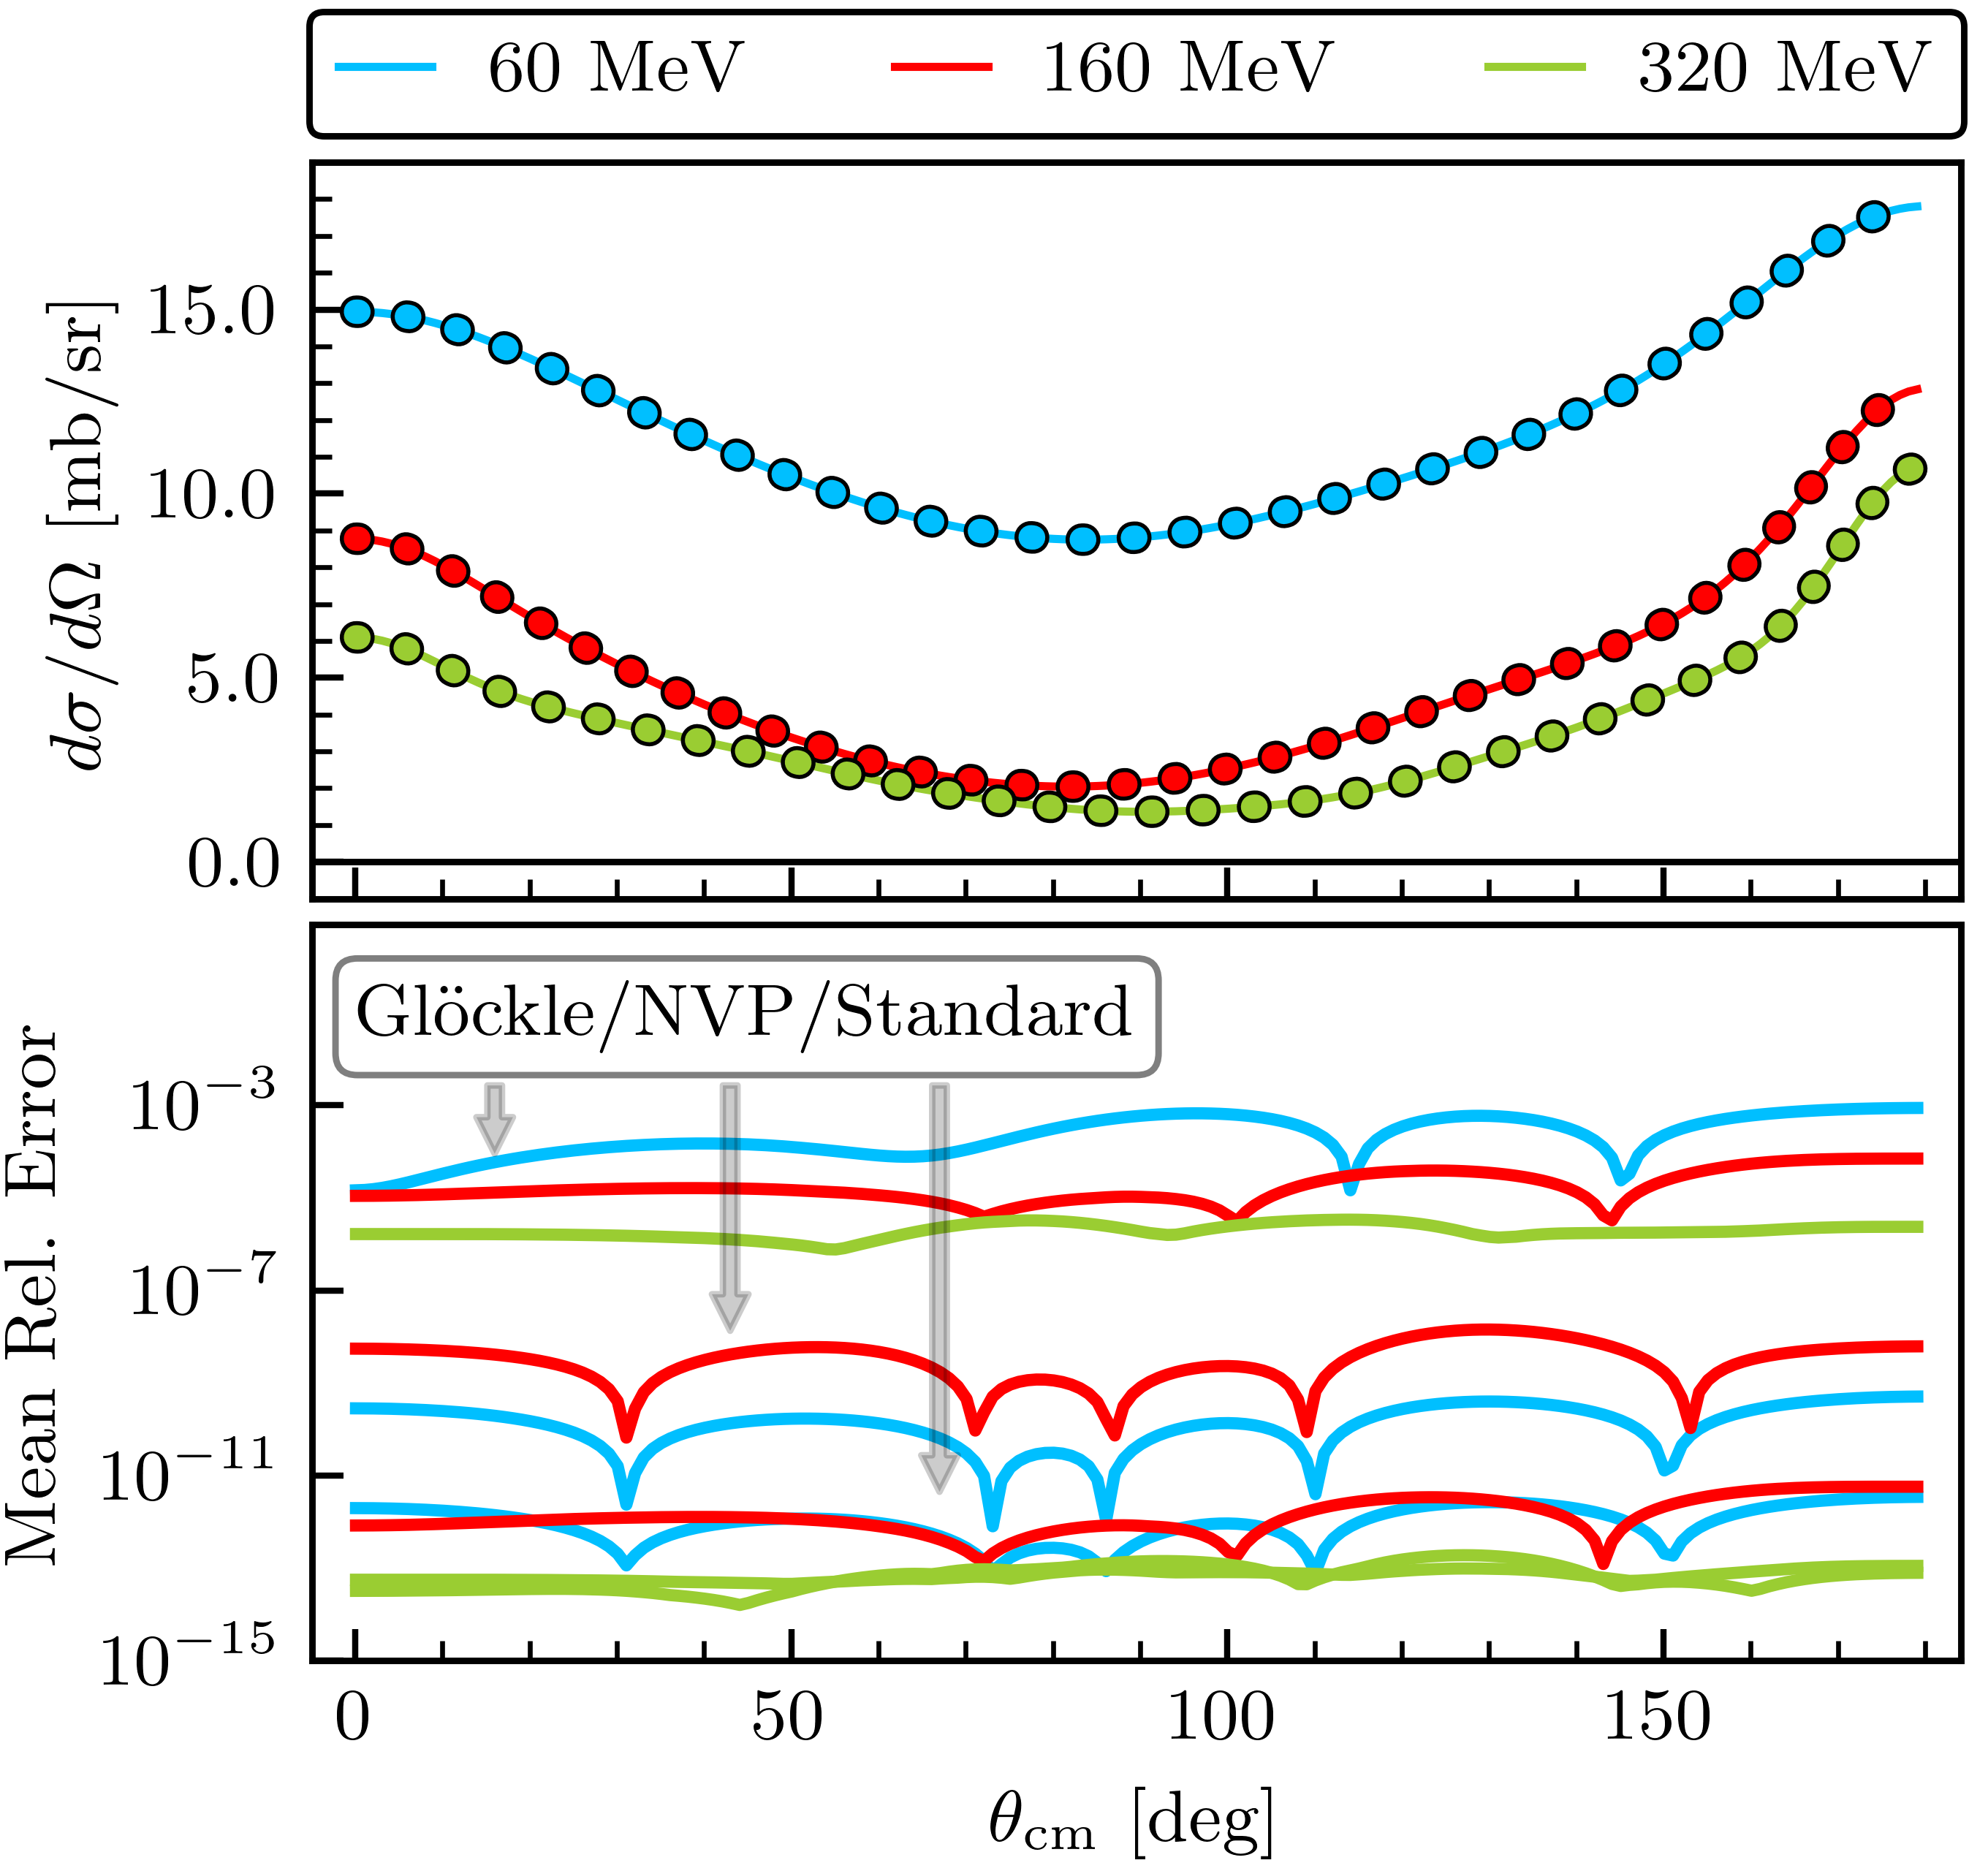 60 MeV 160 MeV 320 MeV
dσ/dΩ [mb/sr]
15.0
10.0
5.0
0.0
Glöckle/NVP/Standard
Mean Rel. Error
10⁻³
10⁻⁷
10⁻¹¹
10⁻¹⁵
0 50 100 150
θcm [deg]